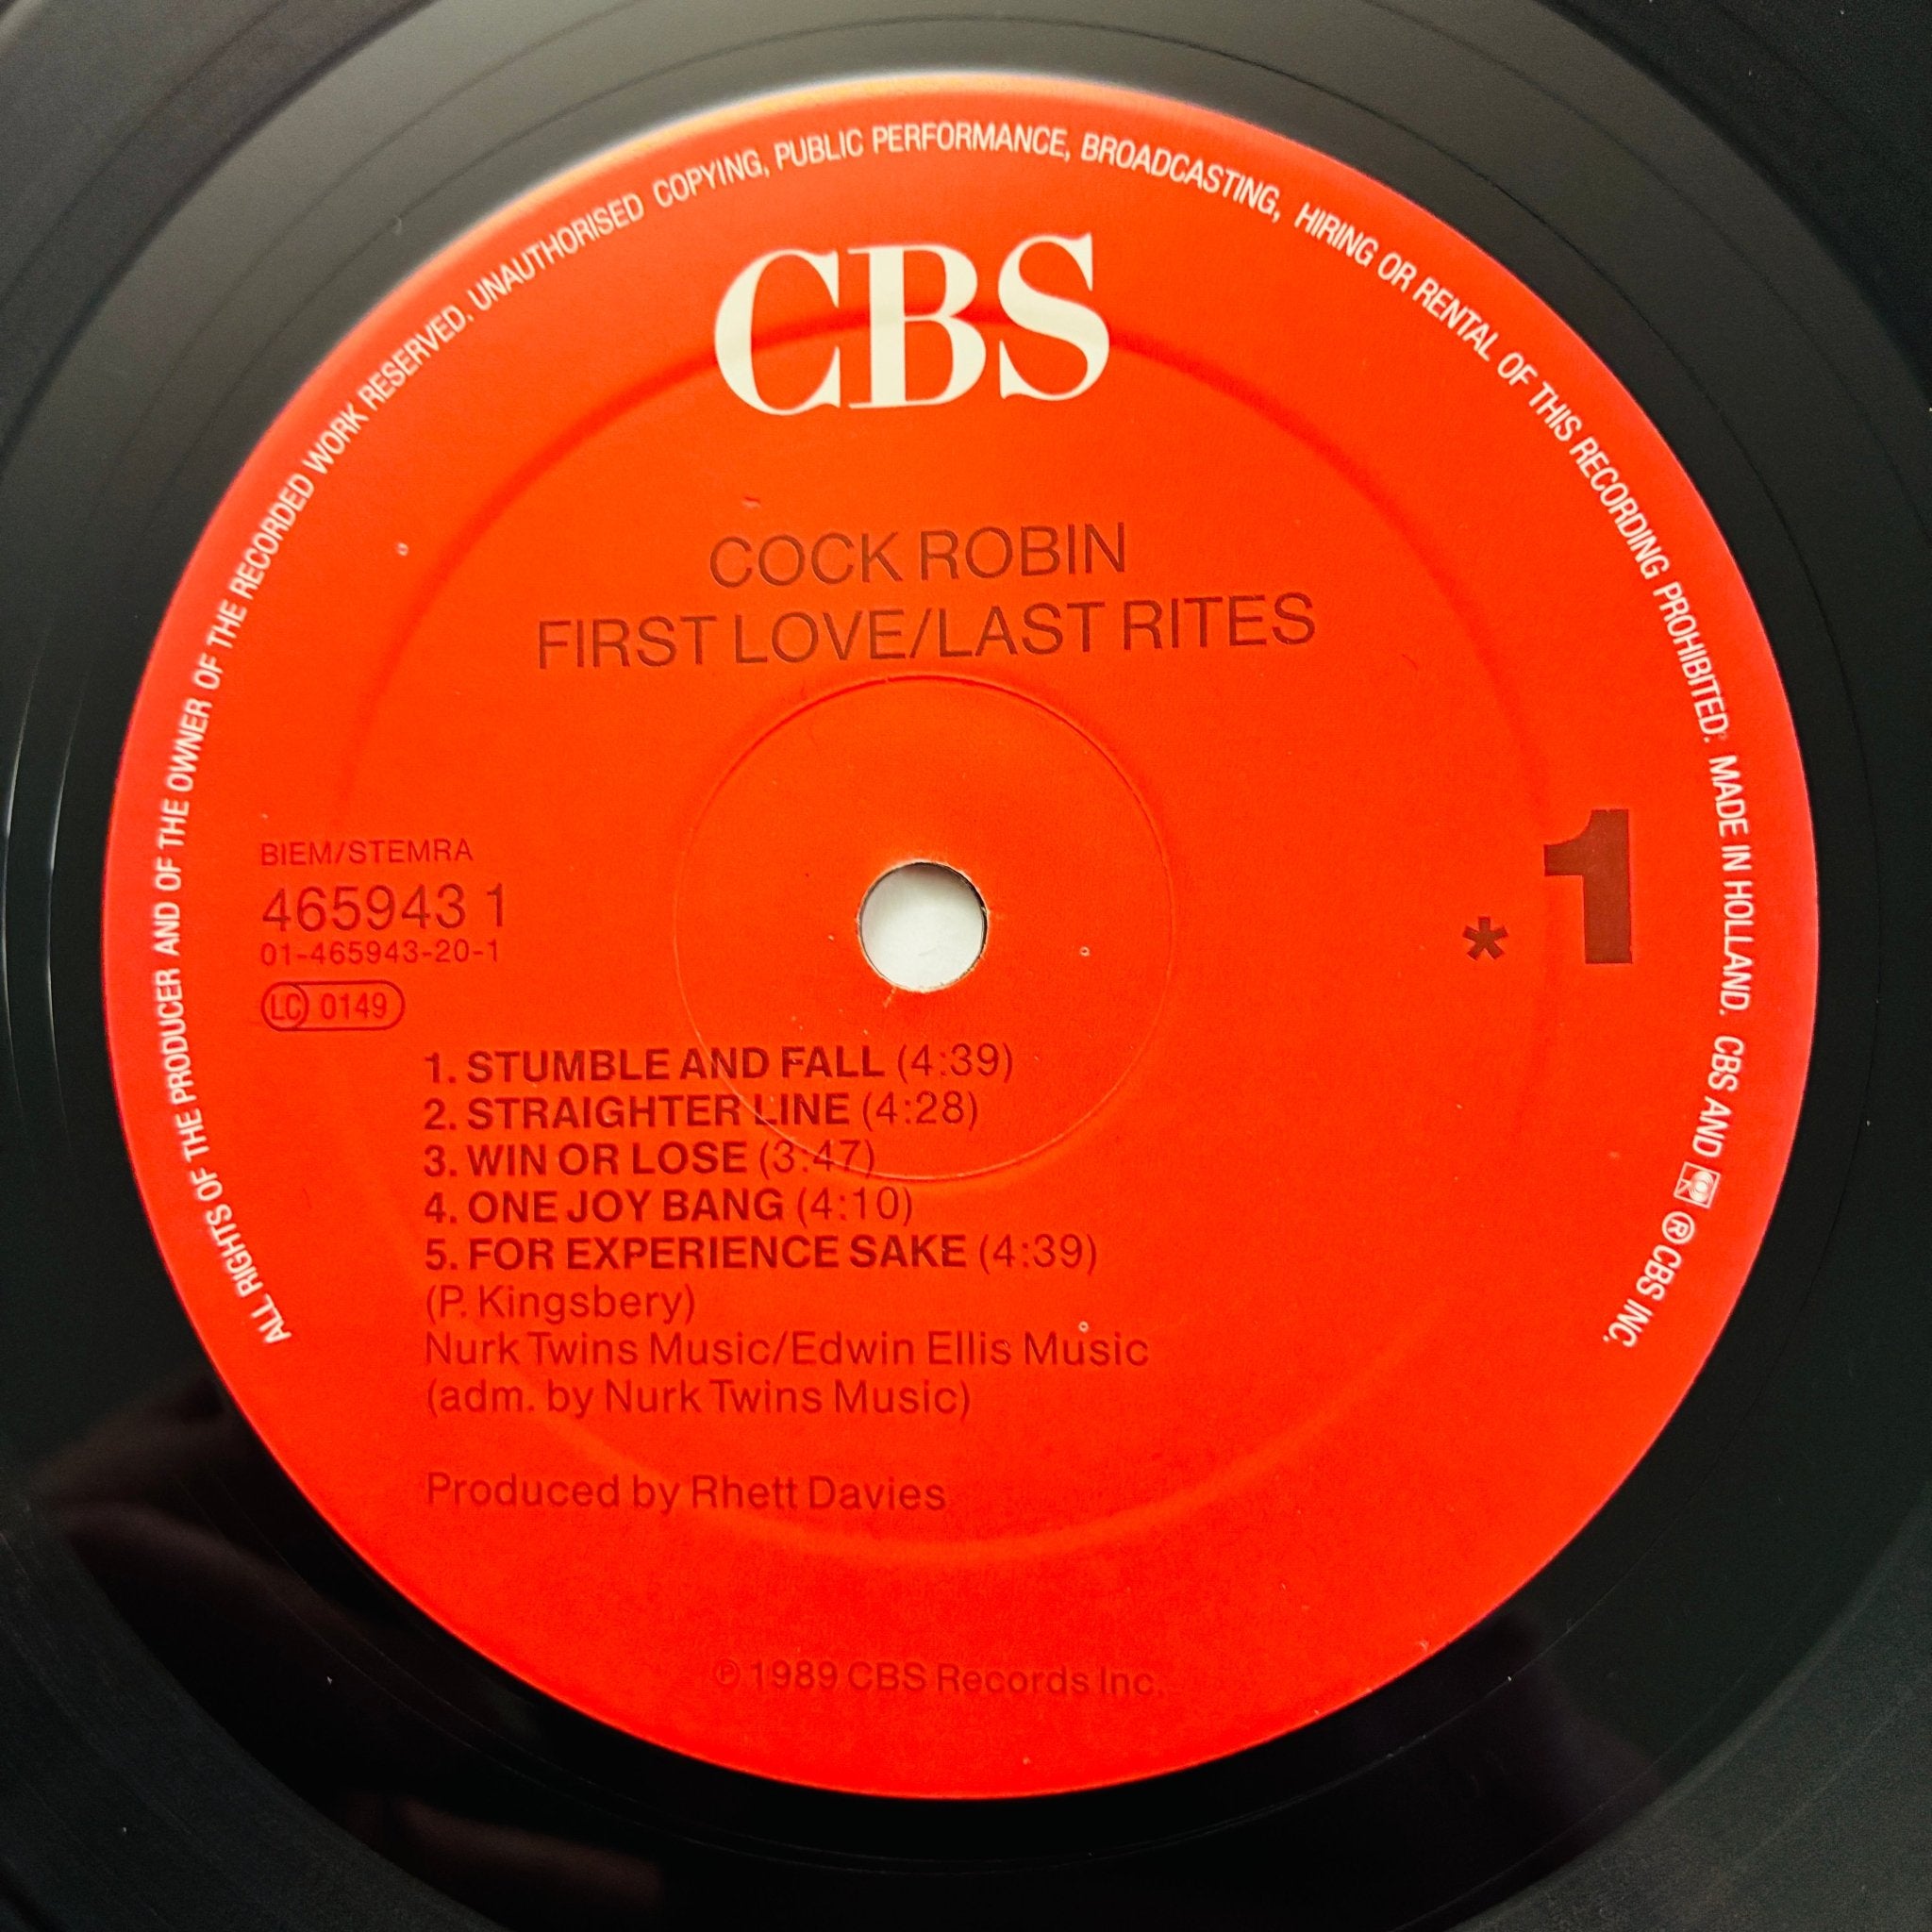 ALL RIGHTS OF THE PRODUCER AND OF THE OWNER OF THE RECORDED WORK RESERVED. UNAUTHORISED COPYING, PUBLIC PERFORMANCE, BROADCASTING, HIRING OR RENTAL OF THIS RECORDING PROHIBITED. MADE IN HOLLAND. CBS AND ® CBS INC.
CBS
COCK ROBIN
FIRST LOVE/LAST RITES
BIEM/STEMRA
465943 1
01-465943-20-1
LC 0149
* 1
1. STUMBLE AND FALL (4:39)
2. STRAIGHTER LINE (4:28)
3. WIN OR LOSE (3:47)
4. ONE JOY BANG (4:10)
5. FOR EXPERIENCE SAKE (4:39)
(P. Kingsbery)
Nurk Twins Music/Edwin Ellis Music
(adm. by Nurk Twins Music)
Produced by Rhett Davies
℗ 1989 CBS Records Inc.